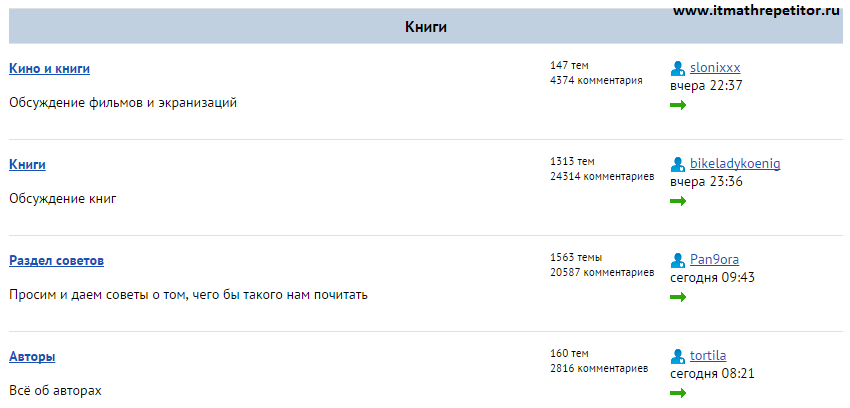 www.itmathrepetitor.ru
Книги
Кино и книги
147 тем
4374 комментария
slonixxx
вчера 22:37
Обсуждение фильмов и экранизаций
Книги
1313 тем
24314 комментариев
bikeladykoenig
вчера 23:36
Обсуждение книг
Раздел советов
1563 темы
20587 комментариев
Pan9ora
сегодня 09:43
Просим и даем советы о том, чего бы такого нам почитать
Авторы
160 тем
2816 комментариев
tortila
сегодня 08:21
Всё об авторах